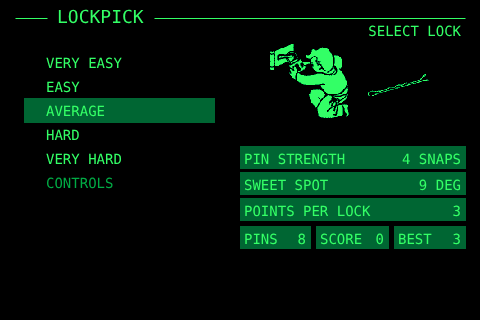 LOCKPICK
SELECT LOCK
VERY EASY
EASY
AVERAGE
HARD
VERY HARD
CONTROLS
PIN STRENGTH 4 SNAPS
SWEET SPOT 9 DEG
POINTS PER LOCK 3
PINS 8 SCORE 0 BEST 3